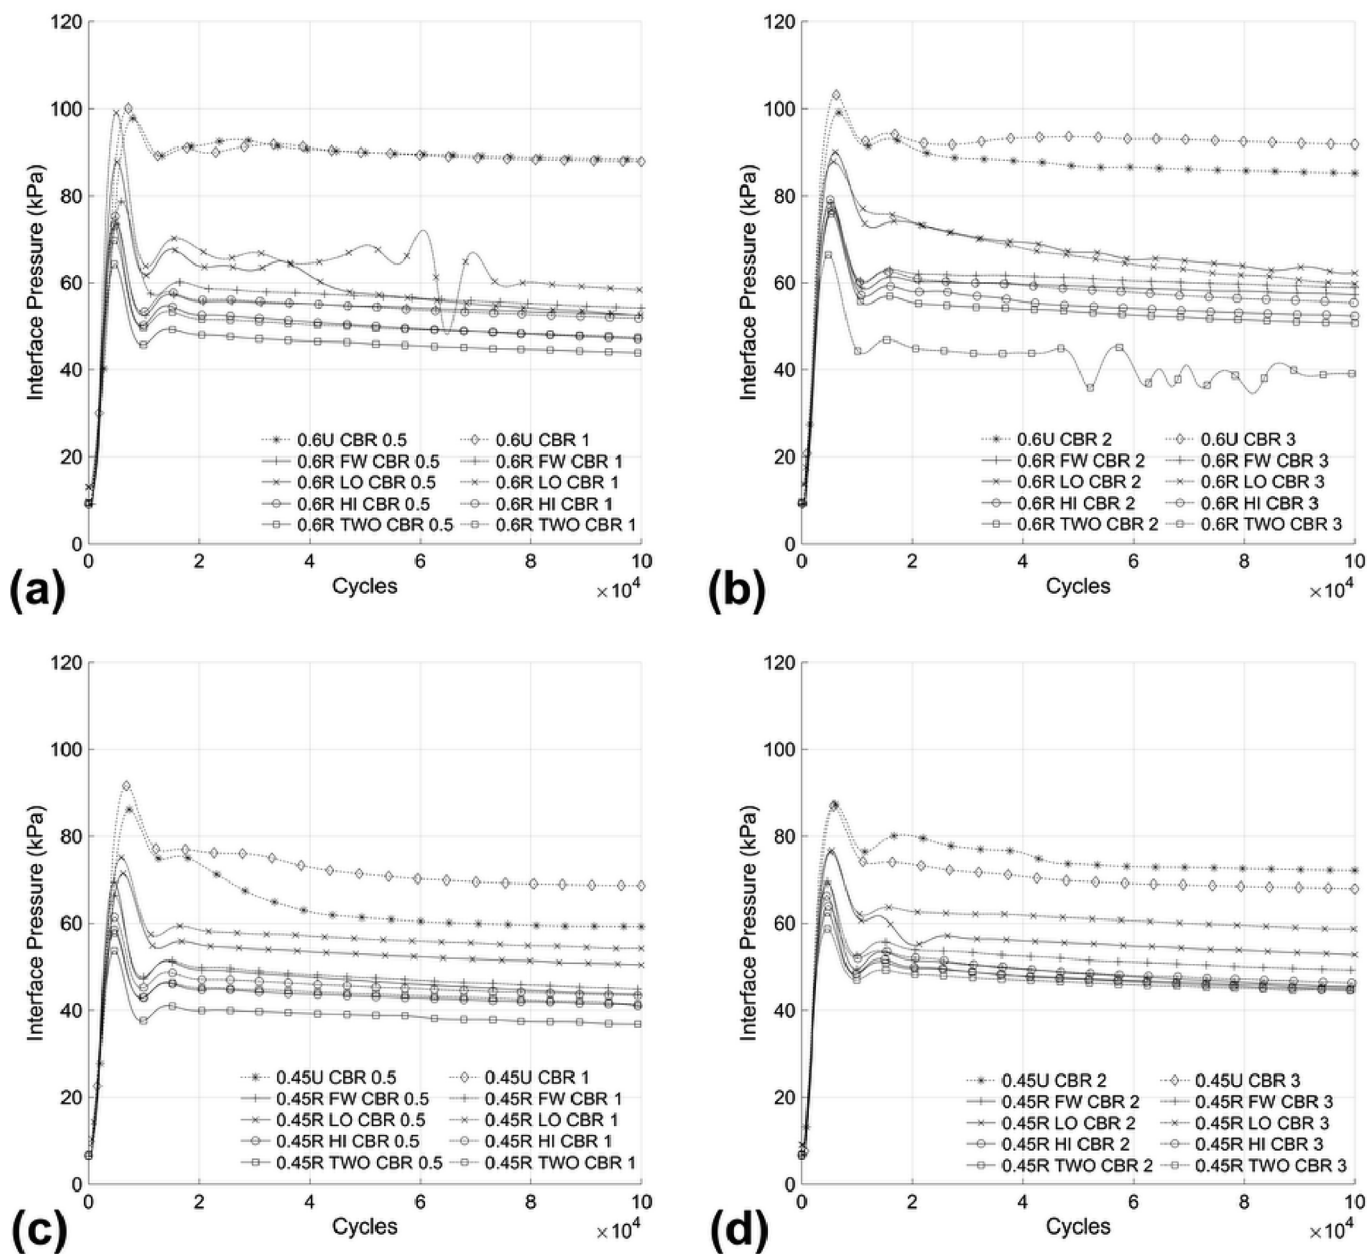 120
100
80
60
40
20
0
Interface Pressure (kPa)
0.6U CBR 0.5 0.6U CBR 1
0.6R FW CBR 0.5 0.6R FW CBR 1
0.6R LO CBR 0.5 0.6R LO CBR 1
0.6R HI CBR 0.5 0.6R HI CBR 1
0.6R TWO CBR 0.5 0.6R TWO CBR 1
0 2 4 6 8 10
Cycles
×10⁴
(a)
120
100
80
60
40
20
0
Interface Pressure (kPa)
0.6U CBR 2 0.6U CBR 3
0.6R FW CBR 2 0.6R FW CBR 3
0.6R LO CBR 2 0.6R LO CBR 3
0.6R HI CBR 2 0.6R HI CBR 3
0.6R TWO CBR 2 0.6R TWO CBR 3
0 2 4 6 8 10
Cycles
×10⁴
(b)
120
100
80
60
40
20
0
Interface Pressure (kPa)
0.45U CBR 0.5 0.45U CBR 1
0.45R FW CBR 0.5 0.45R FW CBR 1
0.45R LO CBR 0.5 0.45R LO CBR 1
0.45R HI CBR 0.5 0.45R HI CBR 1
0.45R TWO CBR 0.5 0.45R TWO CBR 1
0 2 4 6 8 10
Cycles
×10⁴
(c)
120
100
80
60
40
20
0
Interface Pressure (kPa)
0.45U CBR 2 0.45U CBR 3
0.45R FW CBR 2 0.45R FW CBR 3
0.45R LO CBR 2 0.45R LO CBR 3
0.45R HI CBR 2 0.45R HI CBR 3
0.45R TWO CBR 2 0.45R TWO CBR 3
0 2 4 6 8 10
Cycles
×10⁴
(d)